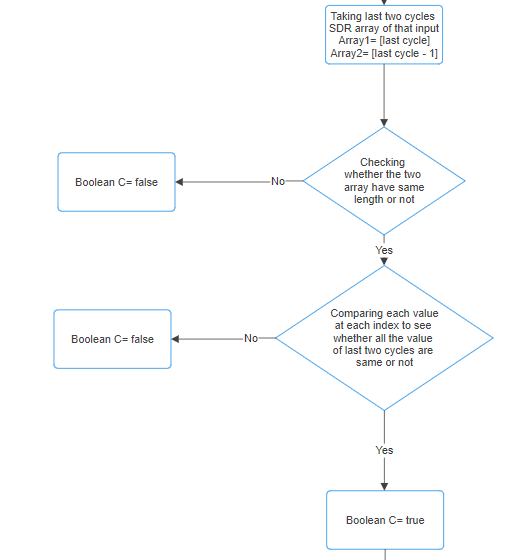 Taking last two cycles
SDR array of that input
Array1= [last cycle]
Array2= [last cycle - 1]
Checking
whether the two
array have same
length or not
No
Boolean C= false
Yes
Comparing each value
at each index to see
whether all the value
of last two cycles are
same or not
No
Boolean C= false
Yes
Boolean C= true